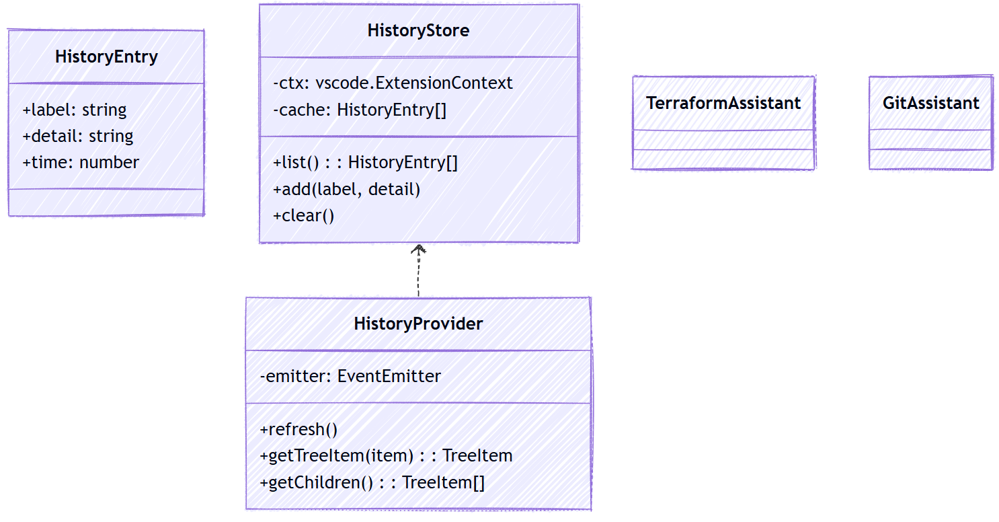 HistoryEntry
+label: string
+detail: string
+time: number
HistoryStore
-ctx: vscode.ExtensionContext
-cache: HistoryEntry[]
+list() : : HistoryEntry[]
+add(label, detail)
+clear()
TerraformAssistant
GitAssistant
HistoryProvider
-emitter: EventEmitter
+refresh()
+getTreeItem(item) : : TreeItem
+getChildren() : : TreeItem[]